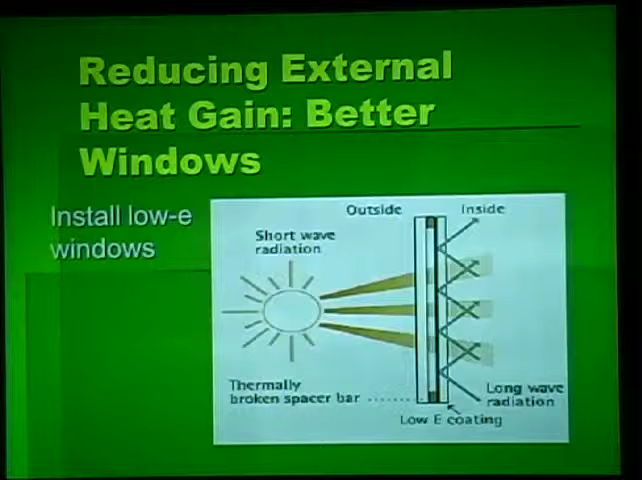 Reducing External
Heat Gain: Better
Windows
Install low-e
windows
Outside
Inside
Short wave
radiation
Thermally
broken spacer bar
Long wave
radiation
Low E coating